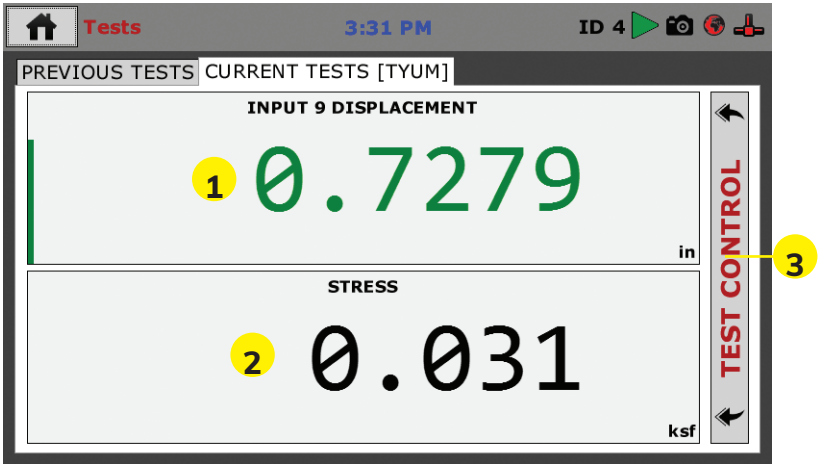 Tests 3:31 PM ID 4
PREVIOUS TESTS CURRENT TESTS [TYUM]
INPUT 9 DISPLACEMENT
1 0.7279
in
STRESS
2 0.031
ksf
TEST CONTROL
3